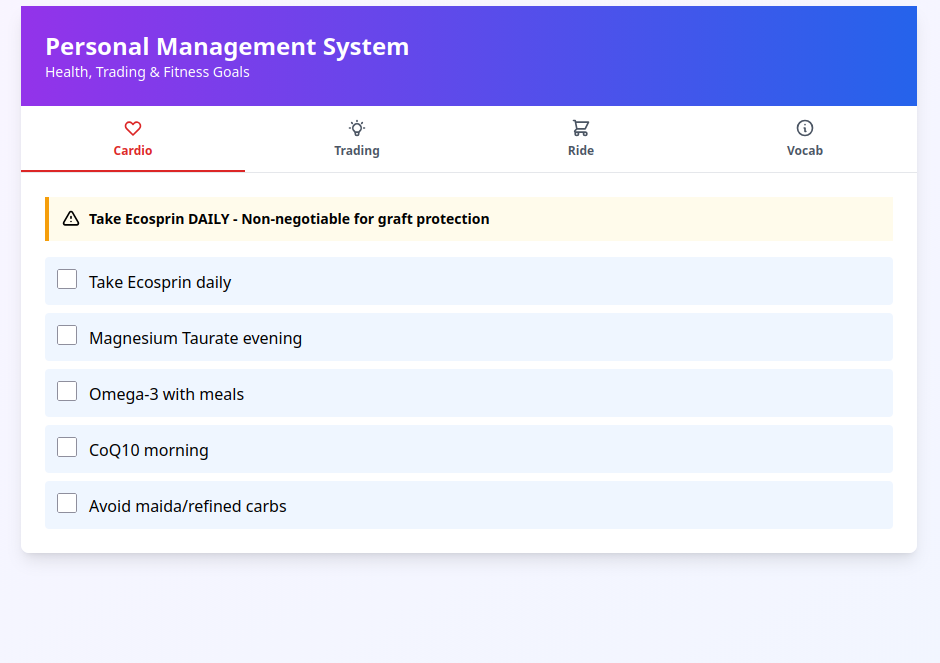 Personal Management System
Health, Trading & Fitness Goals
Cardio
Trading
Ride
Vocab
Take Ecosprin DAILY - Non-negotiable for graft protection
Take Ecosprin daily
Magnesium Taurate evening
Omega-3 with meals
CoQ10 morning
Avoid maida/refined carbs